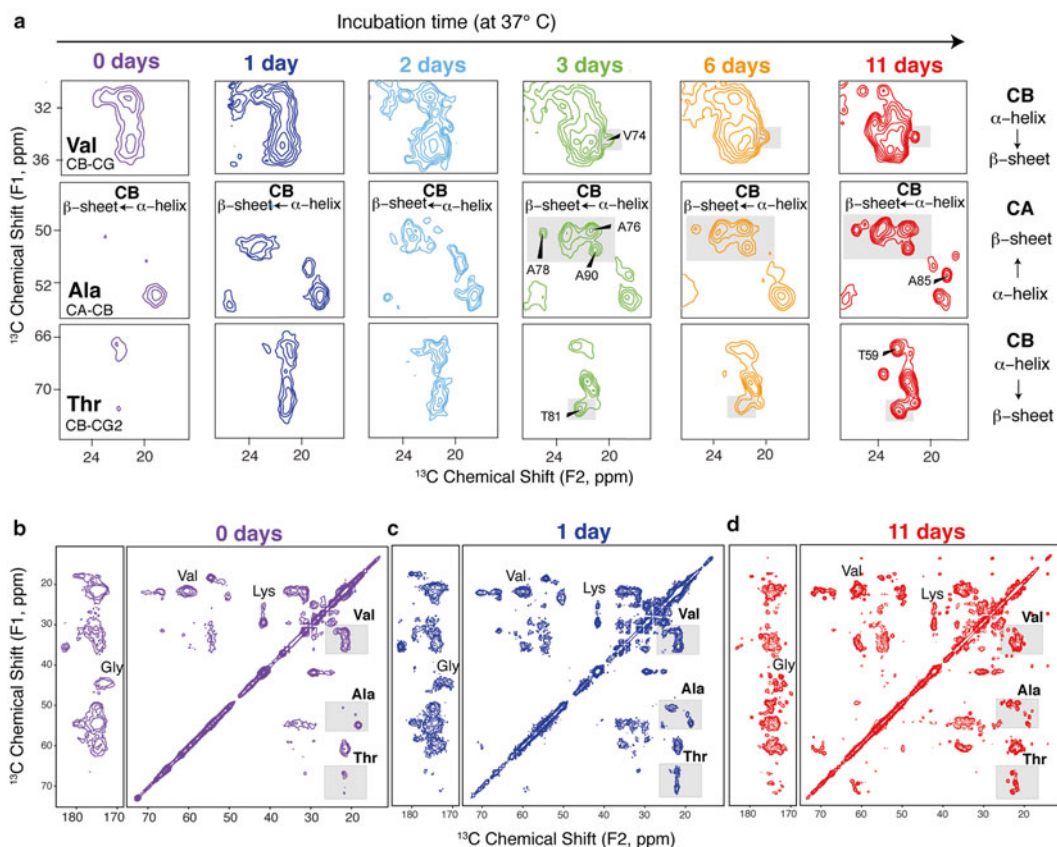 a
Incubation time (at 37° C)
0 days 1 day 2 days 3 days 6 days 11 days
¹³C Chemical Shift (F1, ppm)
32
36
Val
CB-CG
V74
CB
α-helix
β-sheet
CB CB CB CB CB CB
β-sheet←α-helix β-sheet←α-helix β-sheet←α-helix β-sheet←α-helix β-sheet←α-helix β-sheet←α-helix
50
52
Ala
CA-CB
A76
A78
A90
A85
CA
β-sheet
α-helix
66
70
Thr
CB-CG2
T81
T59
CB
α-helix
β-sheet
24 20 24 20 24 20 24 20 24 20 24 20
¹³C Chemical Shift (F2, ppm)
b 0 days c 1 day d 11 days
¹³C Chemical Shift (F1, ppm)
20
30
40
50
60
70
Val
Lys
Val
Gly
Ala
Thr
Val
Lys
Val
Gly
Ala
Thr
Val
Lys
Val
Gly
Ala
Thr
180 170 70 60 50 40 30 20 180 170 70 60 50 40 30 20 180 170 70 60 50 40 30 20
¹³C Chemical Shift (F2, ppm)